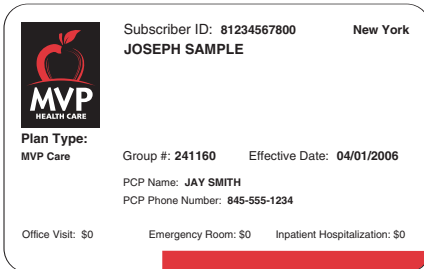 Subscriber ID: 81234567800 New York
JOSEPH SAMPLE
MVP
HEALTH CARE
Plan Type:
MVP Care Group #: 241160 Effective Date: 04/01/2006
PCP Name: JAY SMITH
PCP Phone Number: 845-555-1234
Office Visit: $0 Emergency Room: $0 Inpatient Hospitalization: $0